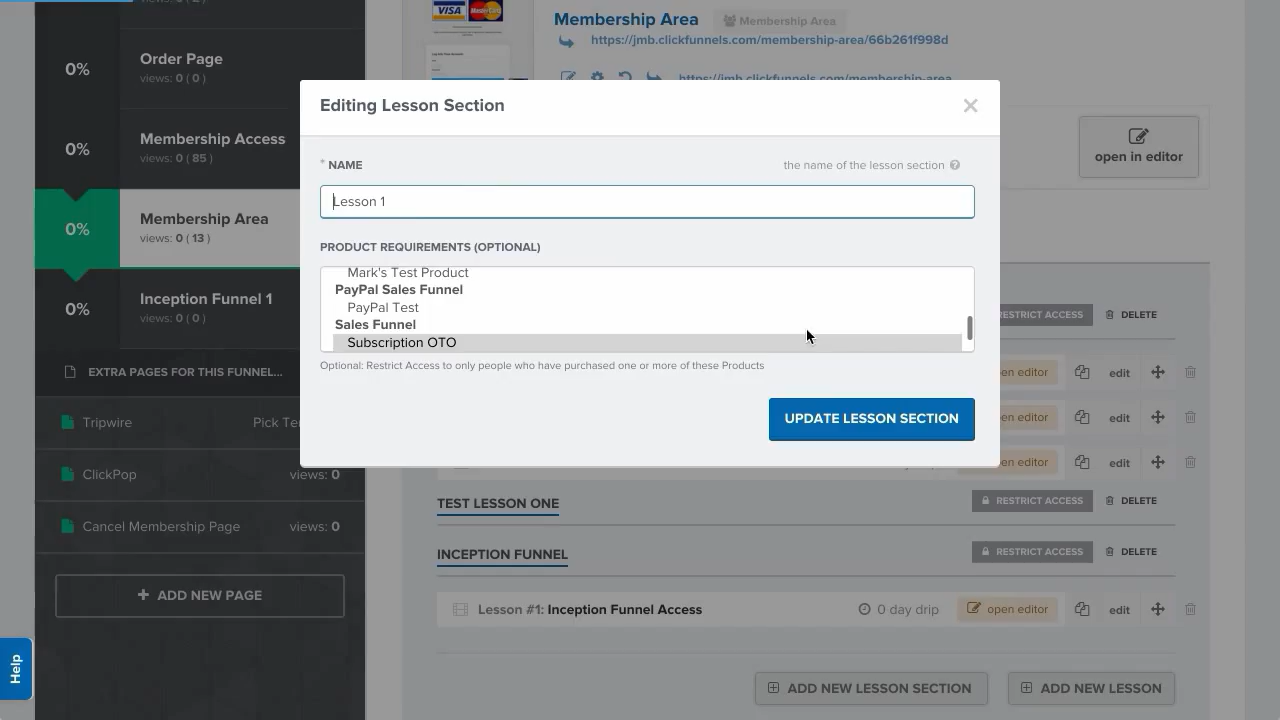 Order Page
0%
views: 0 ( 0 )
Membership Access
0%
views: 0 ( 85 )
Membership Area
0%
views: 0 ( 13 )
Inception Funnel 1
0%
views: 0 ( 0 )
EXTRA PAGES FOR THIS FUNNEL...
Tripwire
ClickPop
views: 0
Cancel Membership Page
views: 0
ADD NEW PAGE
Help
VISA
MasterCard
Membership Area
Membership Area
https://jmb.clickfunnels.com/membership-area/66b261f998d
https://jmb.clickfunnels.com/membership-area
open in editor
Editing Lesson Section
×
* NAME
the name of the lesson section
Lesson 1
PRODUCT REQUIREMENTS (OPTIONAL)
Mark's Test Product
PayPal Sales Funnel
PayPal Test
Sales Funnel
Subscription OTO
Optional: Restrict Access to only people who have purchased one or more of these Products
UPDATE LESSON SECTION
DELETE
edit
edit
edit
TEST LESSON ONE
RESTRICT ACCESS
DELETE
INCEPTION FUNNEL
RESTRICT ACCESS
DELETE
Lesson #1: Inception Funnel Access
0 day drip
open editor
edit
ADD NEW LESSON SECTION
ADD NEW LESSON